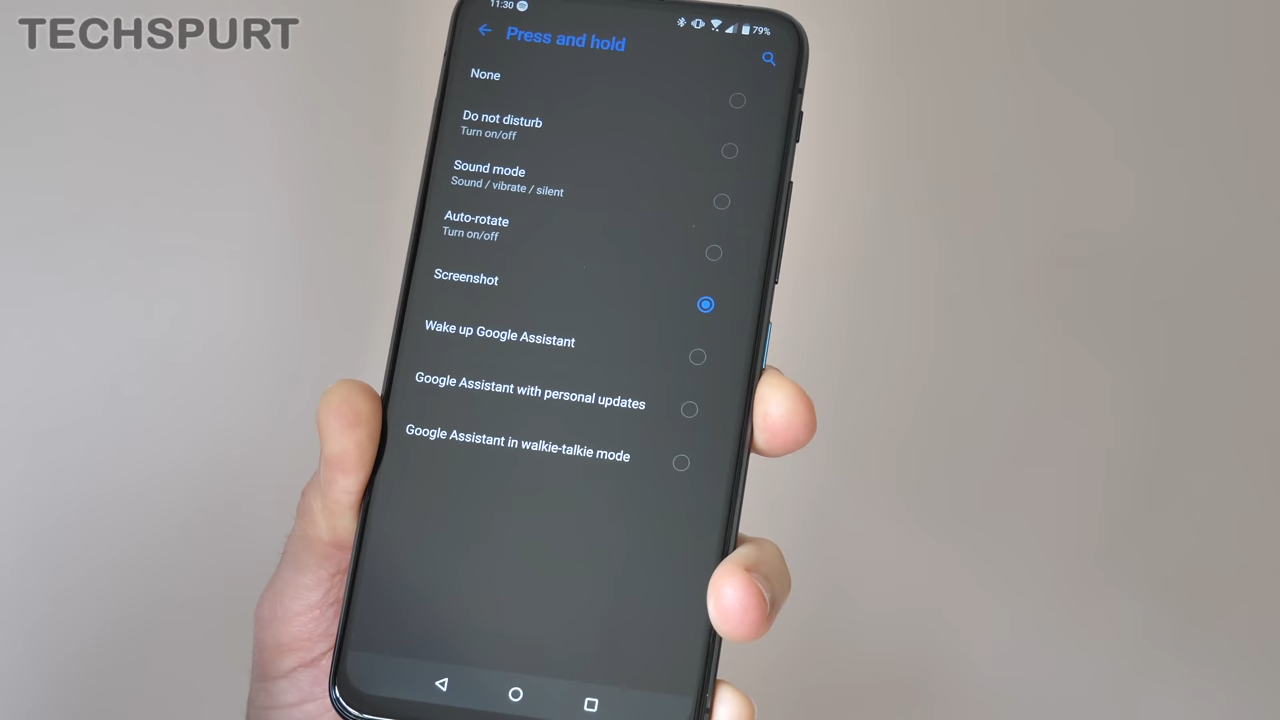 TECHSPURT
11:30
79%
Press and hold
None
Do not disturb
Turn on/off
Sound mode
Sound / vibrate / silent
Auto-rotate
Turn on/off
Screenshot
Wake up Google Assistant
Google Assistant with personal updates
Google Assistant in walkie-talkie mode